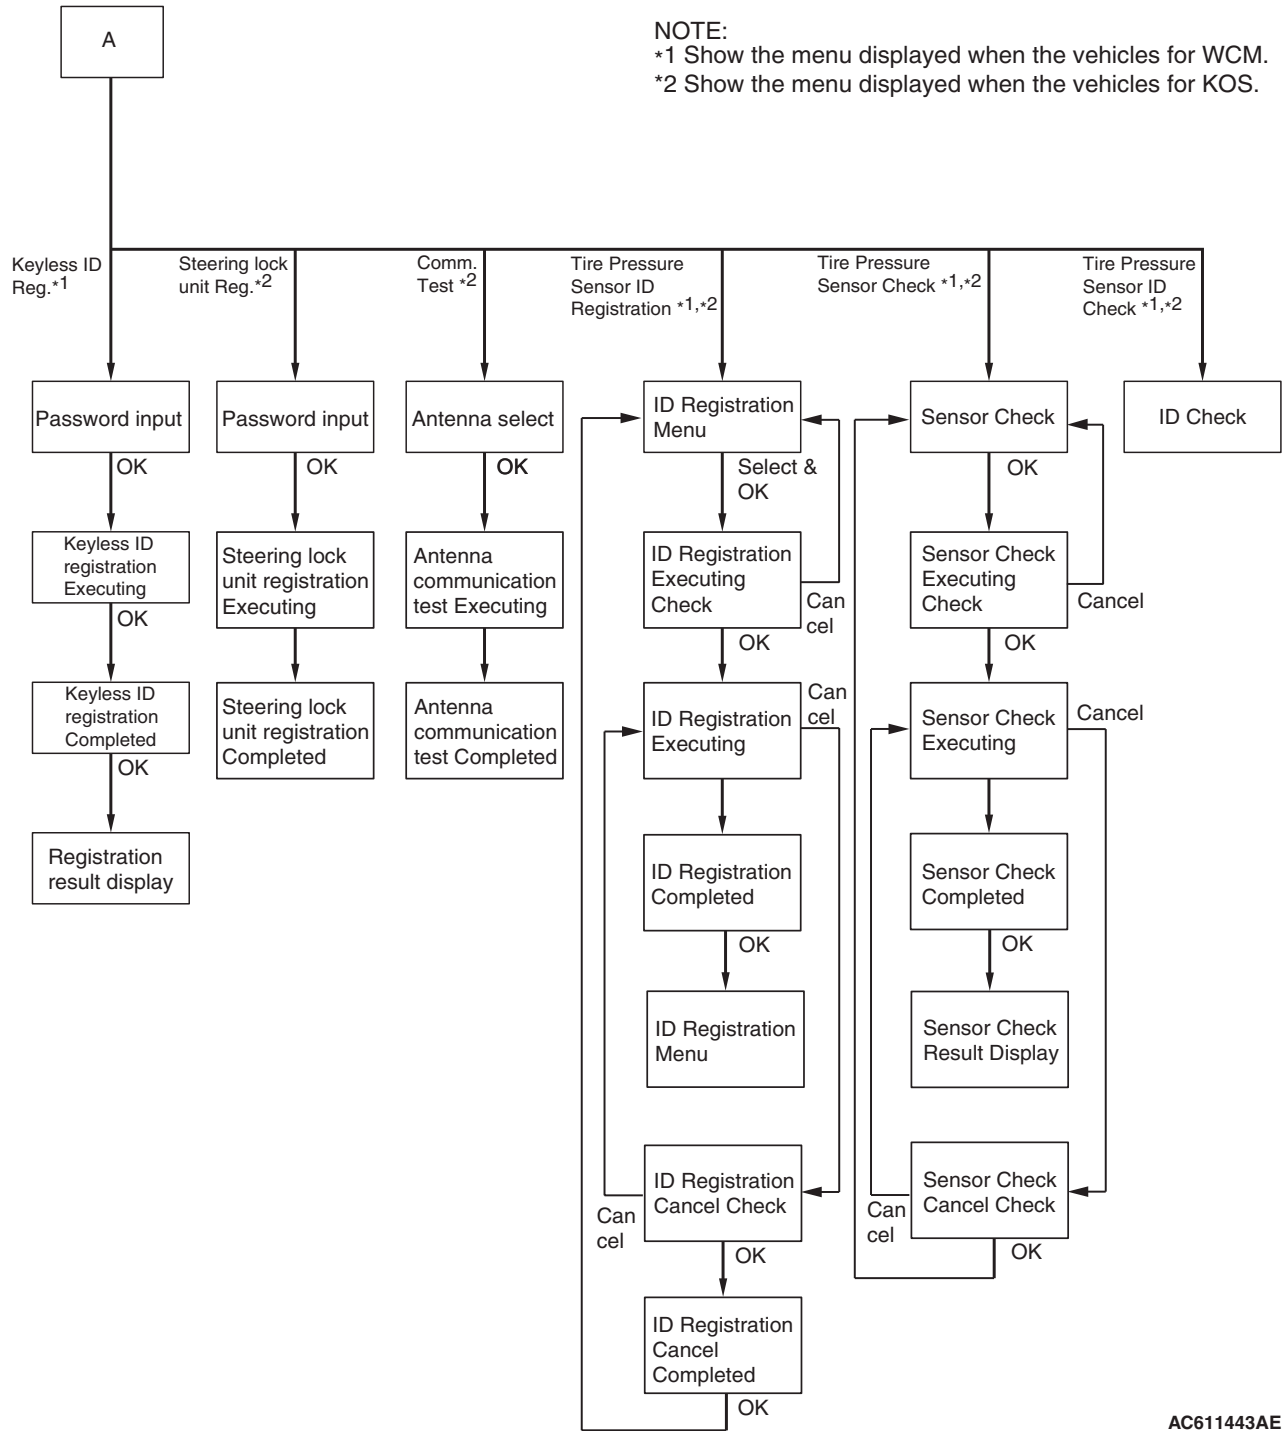 A
NOTE:
*1 Show the menu displayed when the vehicles for WCM.
*2 Show the menu displayed when the vehicles for KOS.
Keyless ID
Reg.*1
Steering lock
unit Reg.*2
Comm.
Test *2
Tire Pressure
Sensor ID
Registration *1,*2
Tire Pressure
Sensor Check *1,*2
Tire Pressure
Sensor ID
Check *1,*2
Password input
OK
Keyless ID
registration
Executing
OK
Keyless ID
registration
Completed
OK
Registration
result display
Password input
OK
Steering lock
unit registration
Executing
Steering lock
unit registration
Completed
Antenna select
OK
Antenna
communication
test Executing
Antenna
communication
test Completed
ID Registration
Menu
Select &
OK
ID Registration
Executing
Check
Can
cel
OK
ID Registration
Executing
Can
cel
ID Registration
Completed
OK
ID Registration
Menu
ID Registration
Cancel Check
Can
cel
OK
ID Registration
Cancel
Completed
OK
Sensor Check
OK
Sensor Check
Executing
Check
Cancel
OK
Sensor Check
Executing
Cancel
Sensor Check
Completed
OK
Sensor Check
Result Display
Sensor Check
Cancel Check
Can
cel
OK
ID Check
AC611443AE